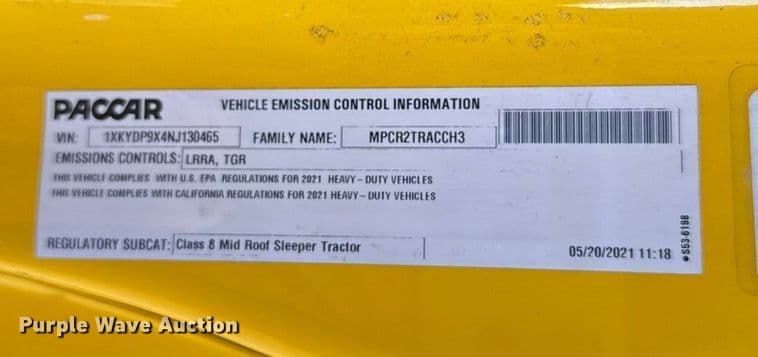 PACCAR VEHICLE EMISSION CONTROL INFORMATION
VIN: 1XKYDP9X4NJ130465 FAMILY NAME: MPCR2TRACCH3
EMISSIONS CONTROLS: LRRA, TGR
THIS VEHICLE COMPLIES WITH U.S. EPA REGULATIONS FOR 2021 HEAVY-DUTY VEHICLES
THIS VEHICLE COMPLIES WITH CALIFORNIA REGULATIONS FOR 2021 HEAVY-DUTY VEHICLES
REGULATORY SUBCAT: Class 8 Mid Roof Sleeper Tractor
05/20/2021 11:18
•S53-6198
Purple Wave Auction